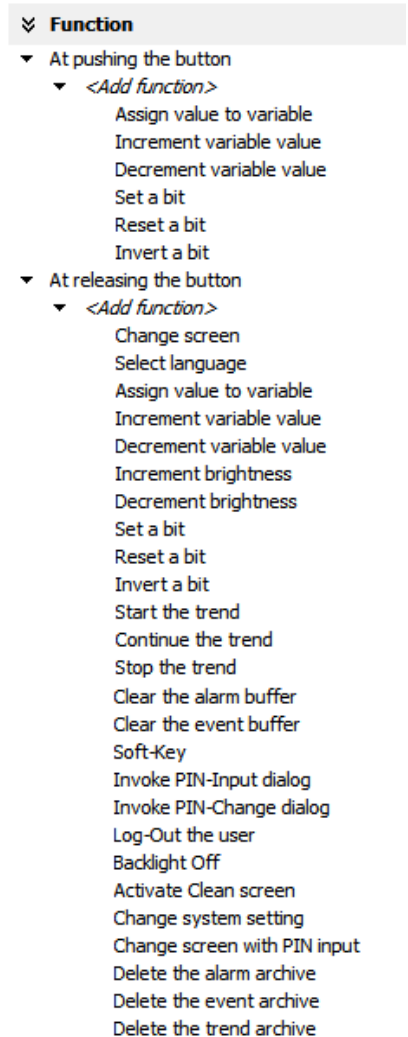 Function
At pushing the button
<Add function>
Assign value to variable
Increment variable value
Decrement variable value
Set a bit
Reset a bit
Invert a bit
At releasing the button
<Add function>
Change screen
Select language
Assign value to variable
Increment variable value
Decrement variable value
Increment brightness
Decrement brightness
Set a bit
Reset a bit
Invert a bit
Start the trend
Continue the trend
Stop the trend
Clear the alarm buffer
Clear the event buffer
Soft-Key
Invoke PIN-Input dialog
Invoke PIN-Change dialog
Log-Out the user
Backlight Off
Activate Clean screen
Change system setting
Change screen with PIN input
Delete the alarm archive
Delete the event archive
Delete the trend archive